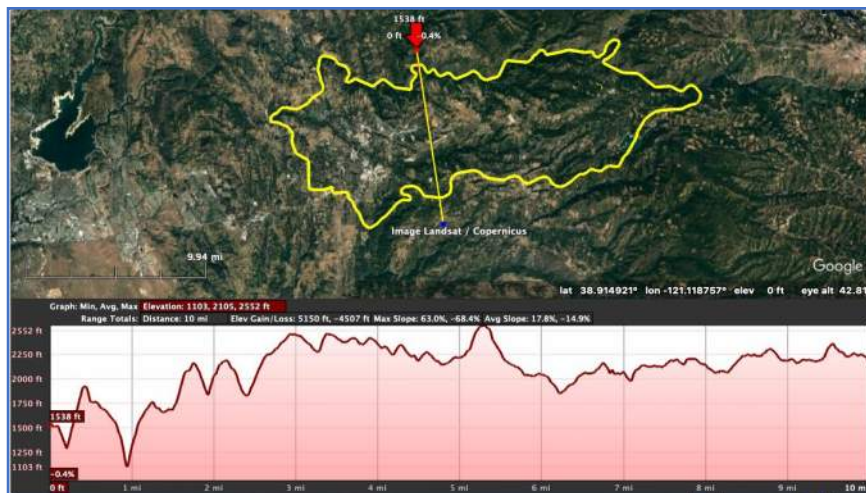 1538 ft
0 ft -0.4%
Image Landsat / Copernicus
9.94 mi
Google
lat 38.914921° lon -121.118757° elev 0 ft eye alt 42.81
Graph: Min, Avg, Max Elevation: 1103, 2105, 2552 ft
Range Totals: Distance: 10 mi Elev Gain/Loss: 5150 ft, -4507 ft Max Slope: 63.0%, -68.4% Avg Slope: 17.8%, -14.9%
2552 ft
2250 ft
2000 ft
1750 ft
1538 ft
1500 ft
1250 ft
1103 ft
-0.4%
0 ft 1 mi 2 mi 3 mi 4 mi 5 mi 6 mi 7 mi 8 mi 9 mi 10 mi